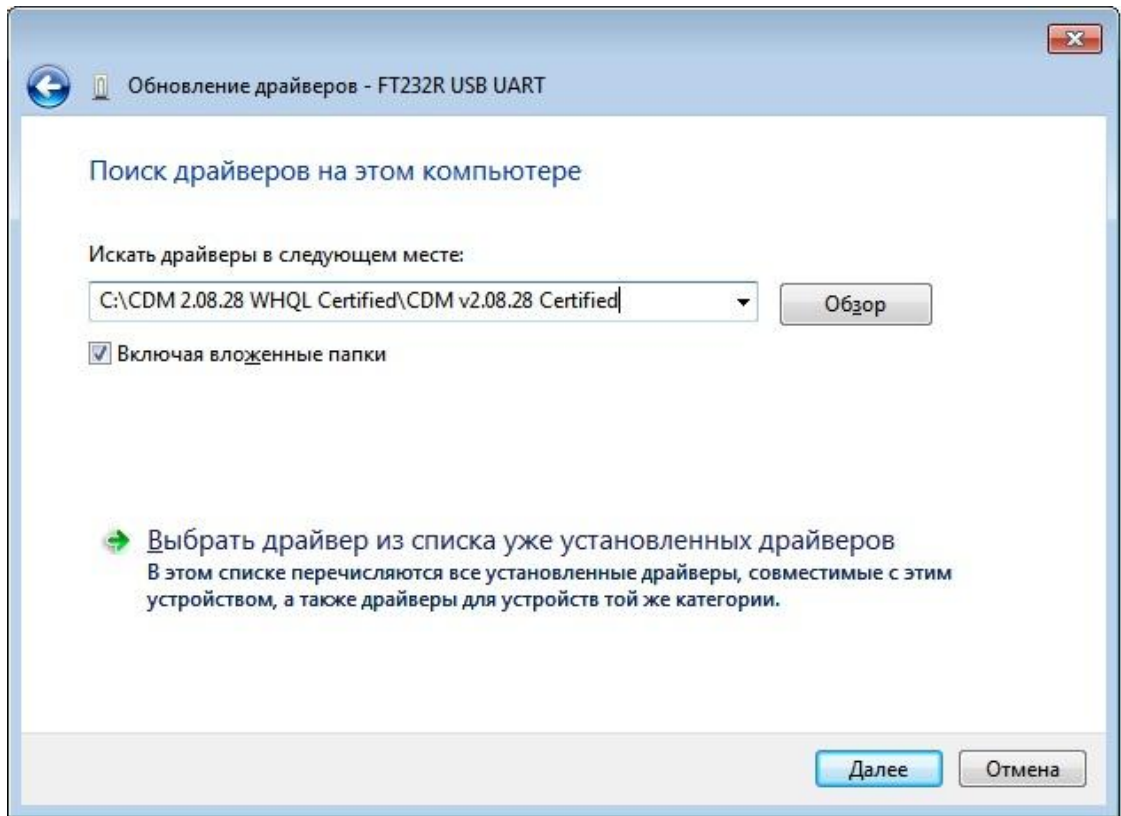 Обновление драйверов - FT232R USB UART
Поиск драйверов на этом компьютере
Искать драйверы в следующем месте:
C:\CDM 2.08.28 WHQL Certified\CDM v2.08.28 Certified
Обзор
Включая вложенные папки
Выбрать драйвер из списка уже установленных драйверов
В этом списке перечисляются все установленные драйверы, совместимые с этим
устройством, а также драйверы для устройств той же категории.
Далее
Отмена